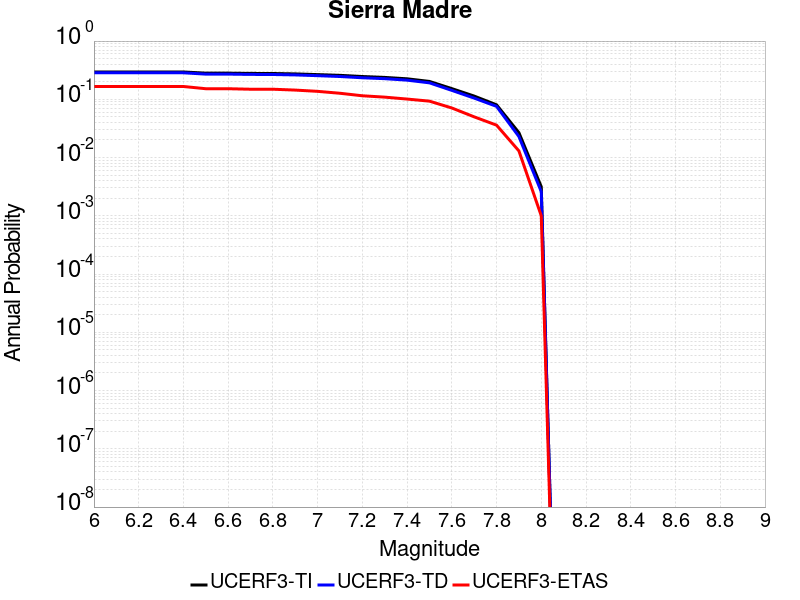 Sierra Madre
Annual Probability
10^0
10^-1
10^-2
10^-3
10^-4
10^-5
10^-6
10^-7
10^-8
6 6.2 6.4 6.6 6.8 7 7.2 7.4 7.6 7.8 8 8.2 8.4 8.6 8.8 9
Magnitude
UCERF3-TI UCERF3-TD UCERF3-ETAS